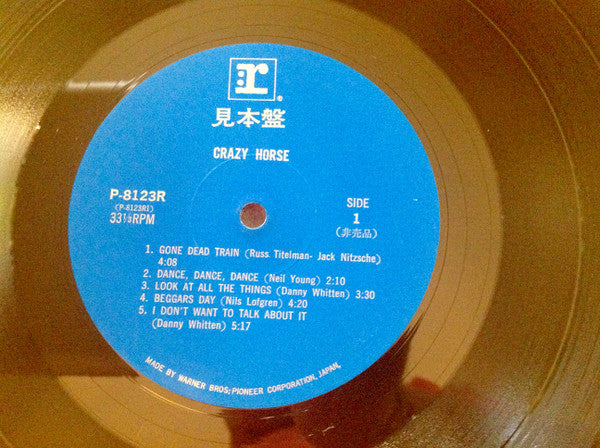 r®
見本盤
CRAZY HORSE
P-8123R
(P-8123R1)
33⅓RPM
SIDE
1
(非売品)
1. GONE DEAD TRAIN (Russ Titelman- Jack Nitzsche)
4:08
2. DANCE, DANCE, DANCE (Neil Young) 2:10
3. LOOK AT ALL THE THINGS (Danny Whitten) 3:30
4. BEGGARS DAY (Nils Lofgren) 4:20
5. I DON'T WANT TO TALK ABOUT IT
(Danny Whitten) 5:17
MADE BY WARNER BROS; PIONEER CORPORATION, JAPAN,